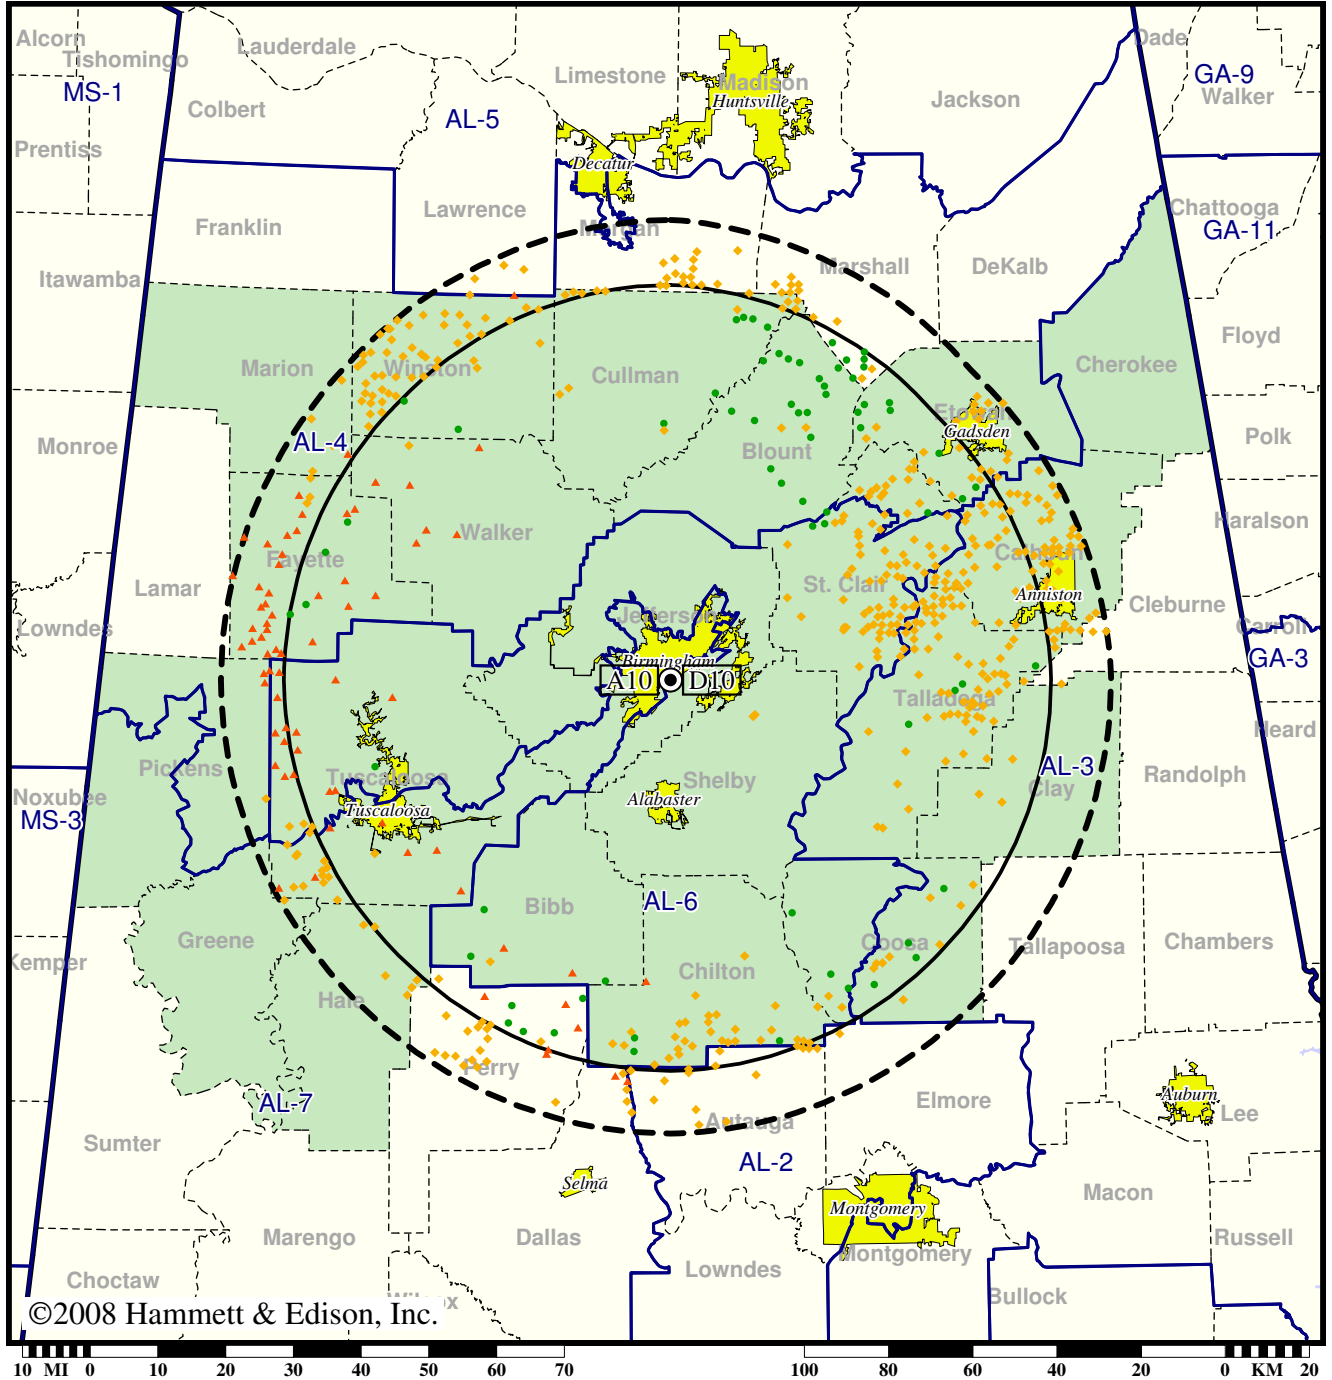 Alcorn
Tishomingo
MS-1
Prentiss
Lauderdale
Colbert
AL-5
Limestone
Madison
Huntsville
Decatur
Jackson
Dade
GA-9
Walker
Franklin
Lawrence
Morgan
Marshall
DeKalb
Chattooga
GA-11
Itawamba
Marion
Winston
Cullman
Cherokee
Floyd
Monroe
AL-4
Blount
Etowah
Gadsden
Polk
Walker
Fayette
Lamar
Lowndes
Jefferson
Birmingham
A10
D10
St. Clair
Calhoun
Anniston
Haralson
Cleburne
Carroll
GA-3
Heard
Talladega
AL-3
Clay
Randolph
Pickens
Noxubee
MS-3
Tuscaloosa
Tuscaloosa
Shelby
Alabaster
Bibb
AL-6
Greene
Kemper
Hale
Chilton
Coosa
Tallapoosa
Chambers
Perry
AL-7
Sumter
Autauga
AL-2
Elmore
Auburn
Lee
Selma
Montgomery
Macon
Marengo
Dallas
Lowndes
Montgomery
Russell
Choctaw
Wilcox
Bullock
©2008 Hammett & Edison, Inc.
10 MI 0 10 20 30 40 50 60 70 100 80 60 40 20 0 KM 20